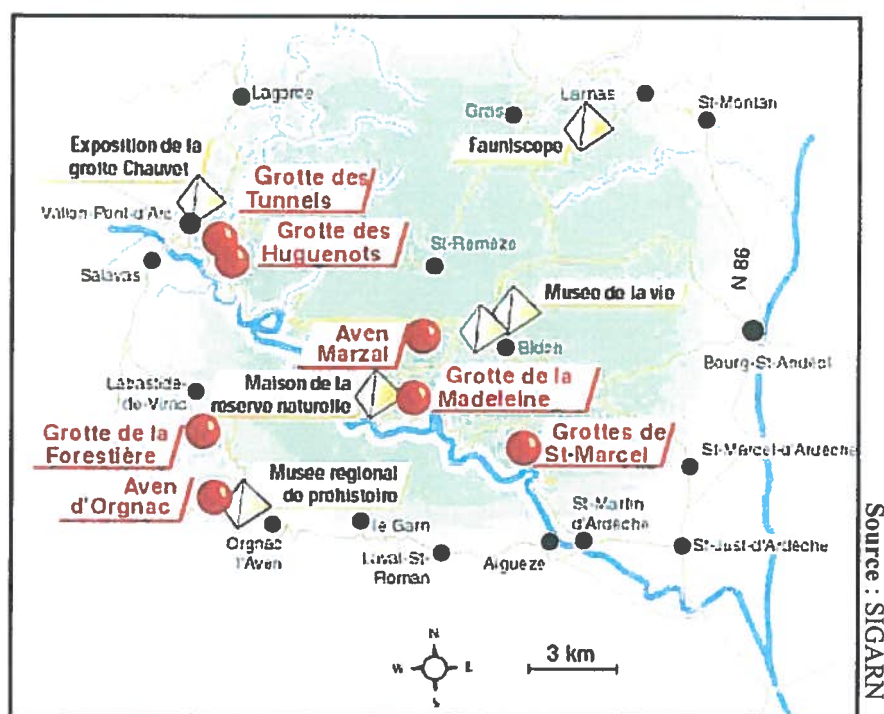 Lagorce
Gras
Larnas
St-Montan
Fauniscope
Exposition de la
grotte Chauvet
Grotte des
Tunnels
Vallon-Pont-d'Arc
Grotte des
Huguenots
St-Remèze
Salavas
N 86
Musée de la vie
Aven
Marzal
Bidon
Bourg-St-Andéol
Labastide-
de-Virac
Maison de la
reserve naturelle
Grotte de la
Madeleine
Grotte de la
Forestière
Grottes de
St-Marcel
St-Marcel-d'Ardèche
Aven
d'Orgnac
Musée régional
de préhistoire
St-Martin
d'Ardèche
Orgnac
l'Aven
le Garn
Laval-St-
Roman
Aiguèze
St-Just-d'Ardèche
Source : SIGARN
N
W
E
S
3 km